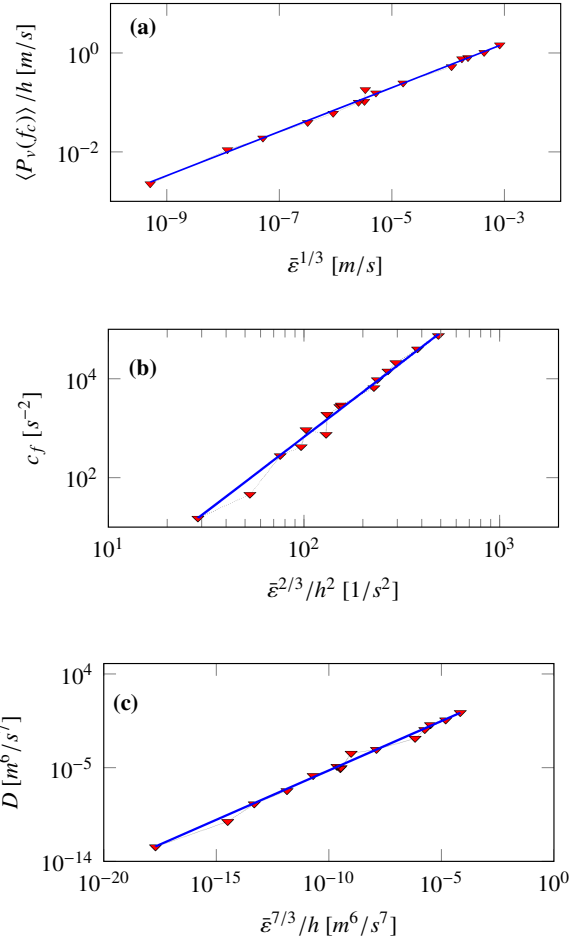 (a)
10^0
10^−2
⟨P_ν(f_c)⟩/h [m/s]
10^−9 10^−7 10^−5 10^−3
ε̄^{1/3} [m/s]
(b)
10^4
10^2
c_f [s^−2]
10^1 10^2 10^3
ε̄^{2/3}/h^2 [1/s^2]
(c)
10^4
10^−5
10^−14
D [m^6/s^7]
10^−20 10^−15 10^−10 10^−5 10^0
ε̄^{7/3}/h [m^6/s^7]